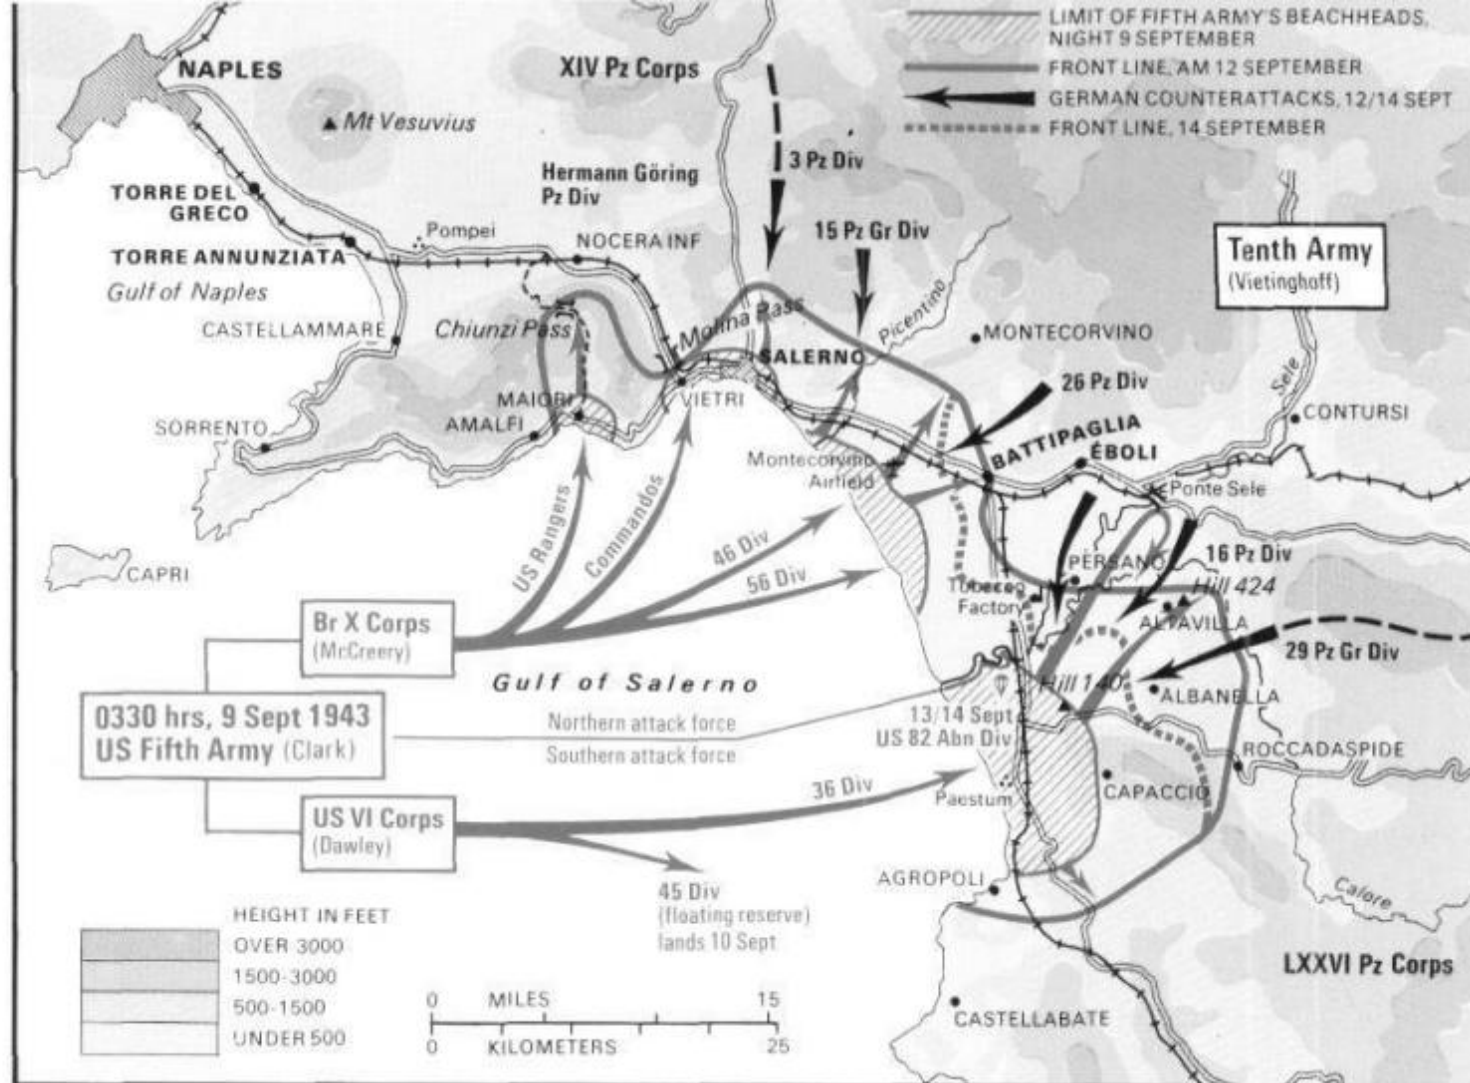 LIMIT OF FIFTH ARMY'S BEACHHEADS,
NIGHT 9 SEPTEMBER
FRONT LINE, AM 12 SEPTEMBER
GERMAN COUNTERATTACKS, 12/14 SEPT
FRONT LINE, 14 SEPTEMBER
NAPLES
XIV Pz Corps
Mt Vesuvius
3 Pz Div
Hermann Göring
Pz Div
TORRE DEL
GRECO
Pompei
NOCERA INF
15 Pz Gr Div
Tenth Army
(Vietinghoff)
TORRE ANNUNZIATA
Gulf of Naples
CASTELLAMMARE
Chiunzi Pass
Molina Pass
Picentino
MONTECORVINO
SALERNO
Sele
26 Pz Div
CONTURSI
MAIORI
AMALFI
VIETRI
SORRENTO
BATTIPAGLIA
ÉBOLI
Montecorvino
Airfield
Ponte Sele
US Rangers
Commandos
46 Div
56 Div
CAPRI
16 Pz Div
PERSANO
Hill 424
Tobacco
Factory
ALTAVILLA
Br X Corps
(McCreery)
29 Pz Gr Div
Gulf of Salerno
Hill 140
ALBANELLA
0330 hrs, 9 Sept 1943
US Fifth Army (Clark)
Northern attack force
Southern attack force
13/14 Sept
US 82 Abn Div
ROCCADASPIDE
36 Div
Paestum
CAPACCIO
US VI Corps
(Dawley)
45 Div
(floating reserve)
lands 10 Sept
AGROPOLI
Calore
HEIGHT IN FEET
OVER 3000
1500-3000
500-1500
UNDER 500
0 MILES 15
0 KILOMETERS 25
LXXVI Pz Corps
CASTELLABATE